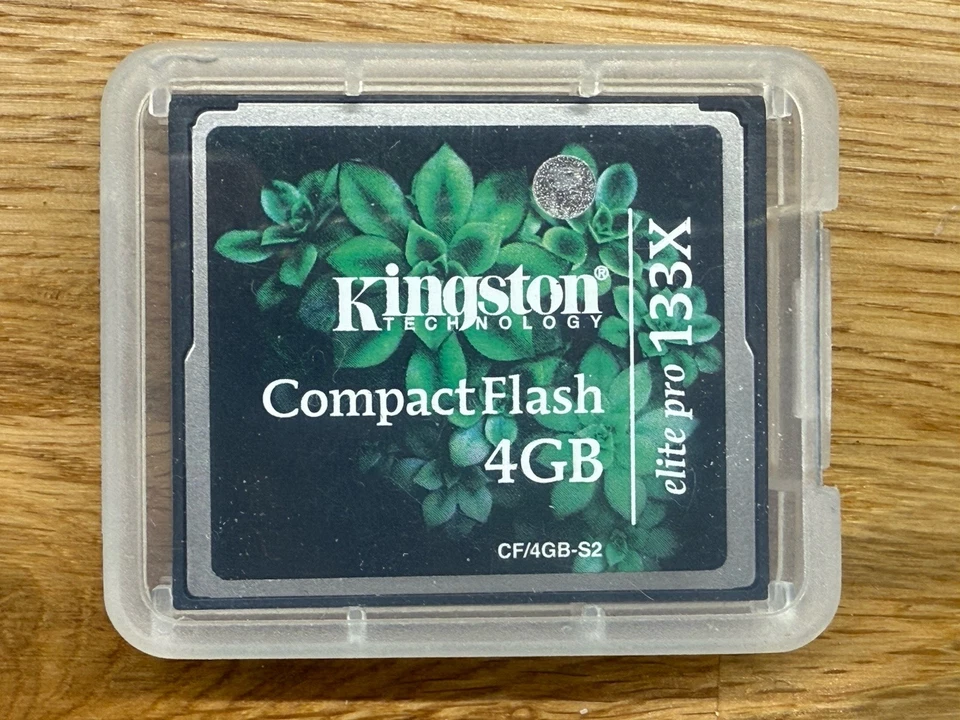 Kingston®
TECHNOLOGY
CompactFlash
4GB
CF/4GB-S2
elite pro 133X